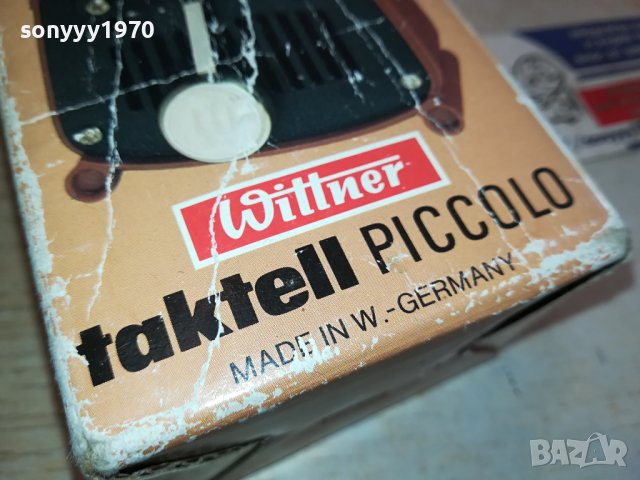 sonyyy1970
Wittner
taktell PICCOLO
MADE IN W.-GERMANY
BAZAR